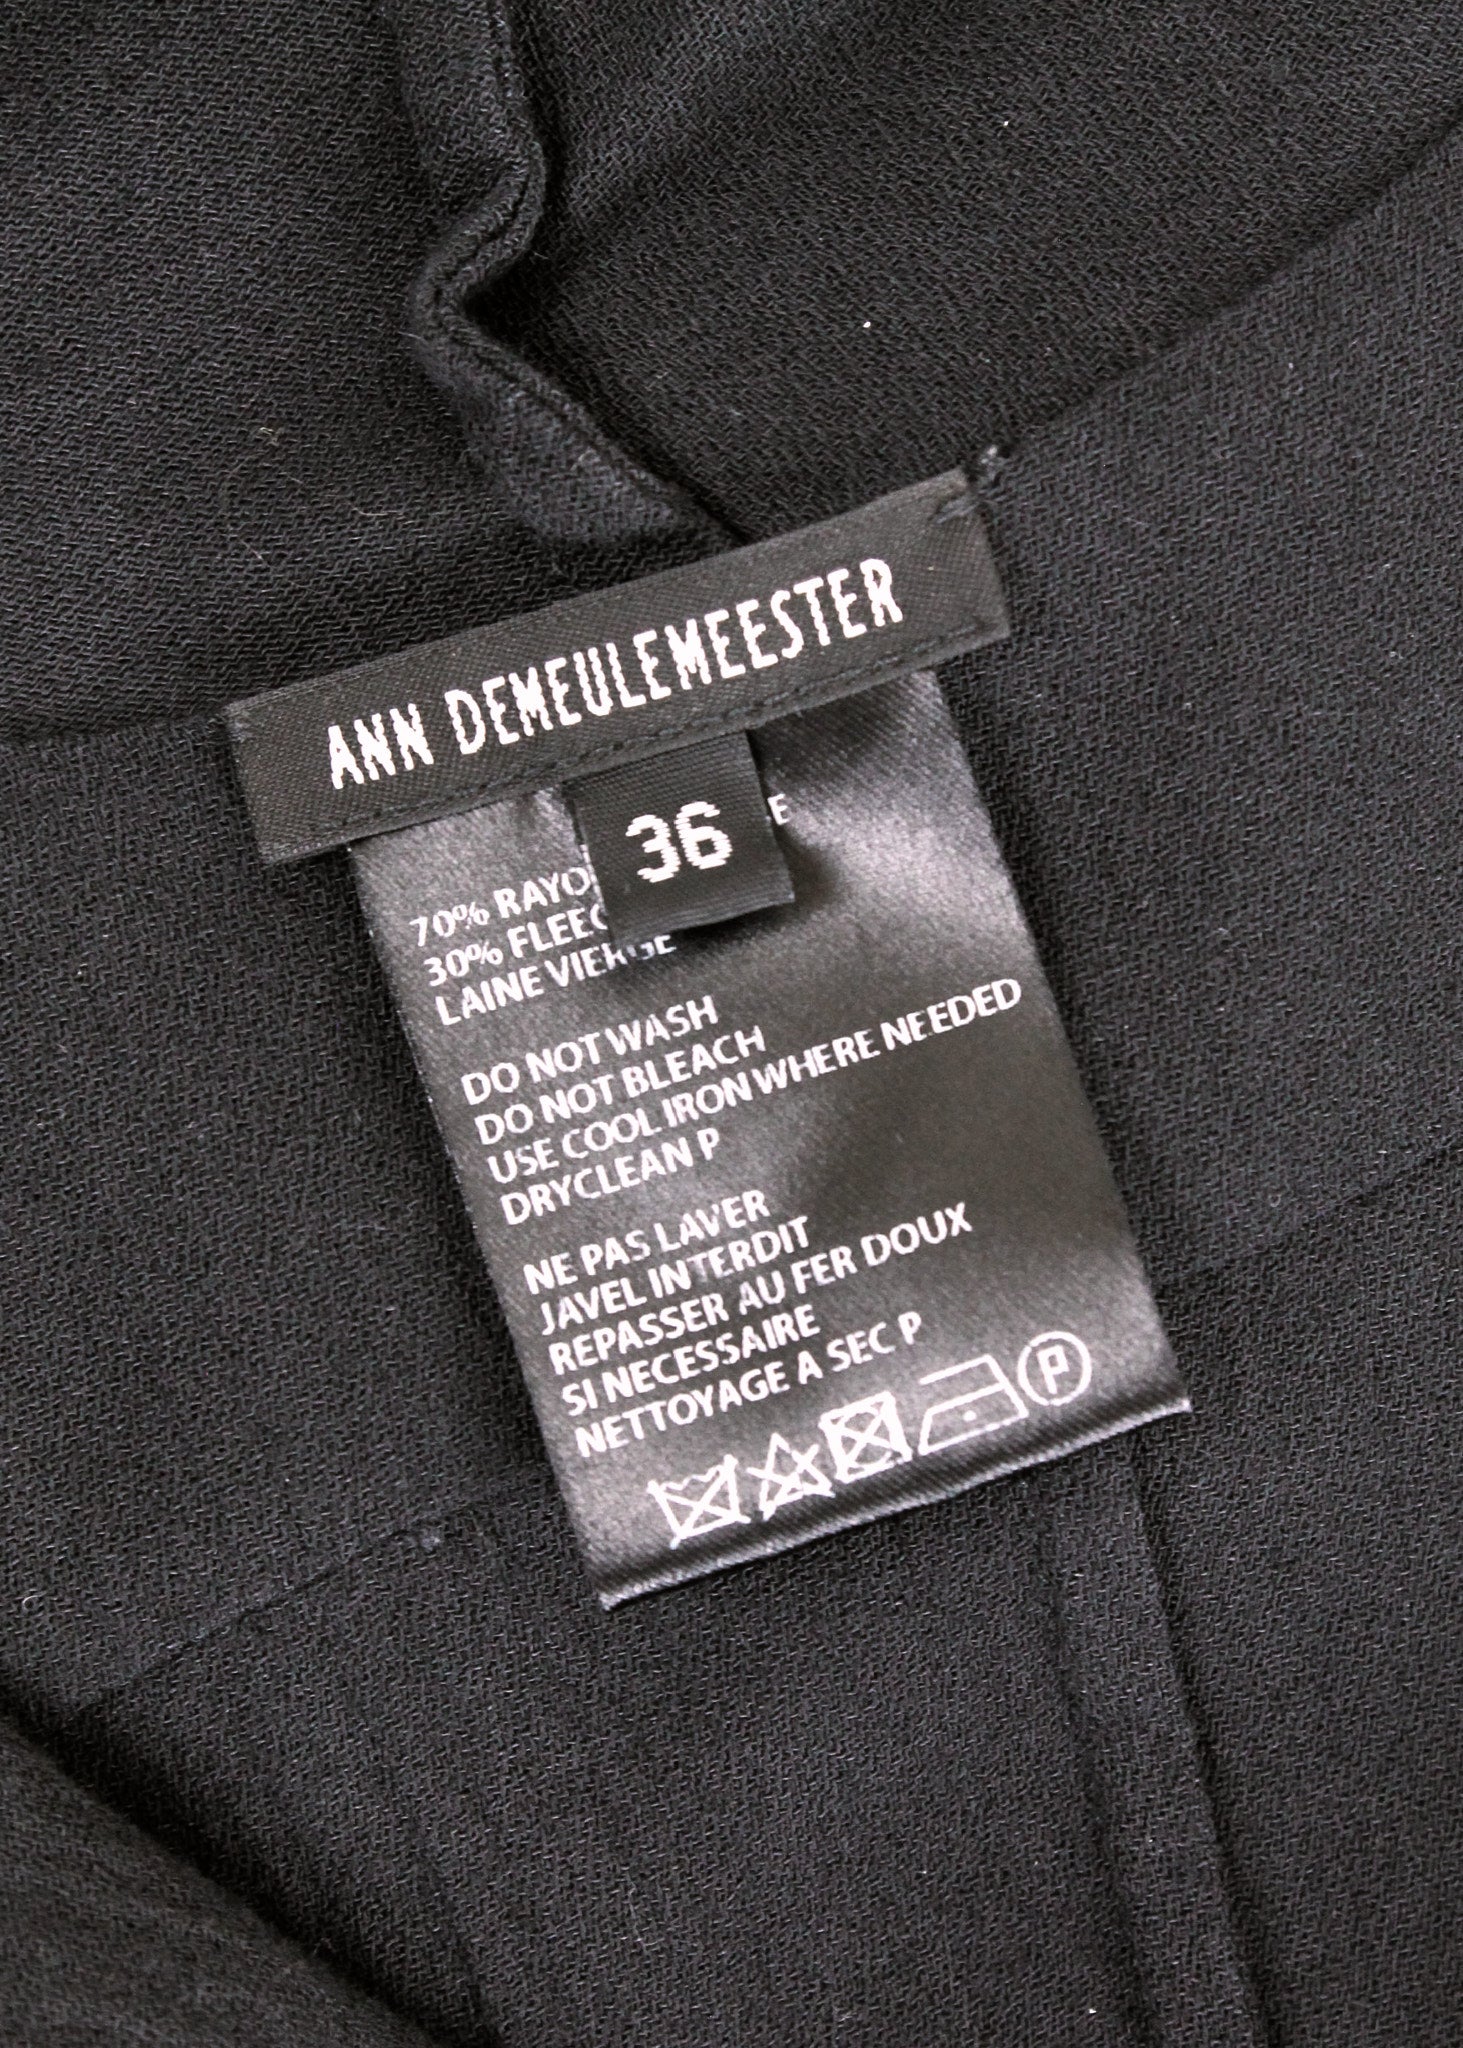 ANN DEMEULEMEESTER
36
70%
30%
LAINE VIERGE
DO NOT WASH
DO NOT BLEACH
USE COOL IRON WHERE NEEDED
DRYCLEAN P
NE PAS LAVER
JAVEL INTERDIT
REPASSER AU FER DOUX
SI NECESSAIRE
NETTOYAGE A SEC P
P